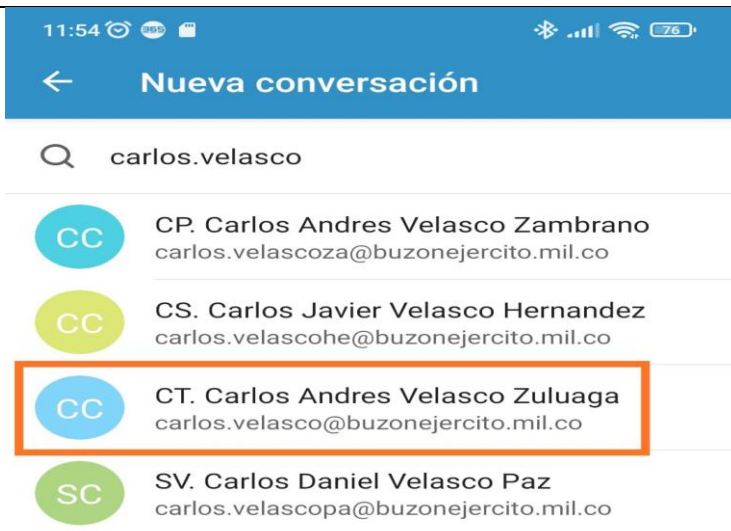 11:54 365 76
Nueva conversación
carlos.velasco
CC CP. Carlos Andres Velasco Zambrano
carlos.velascoza@buzonejercito.mil.co
CC CS. Carlos Javier Velasco Hernandez
carlos.velascohe@buzonejercito.mil.co
CC CT. Carlos Andres Velasco Zuluaga
carlos.velasco@buzonejercito.mil.co
SC SV. Carlos Daniel Velasco Paz
carlos.velascopa@buzonejercito.mil.co